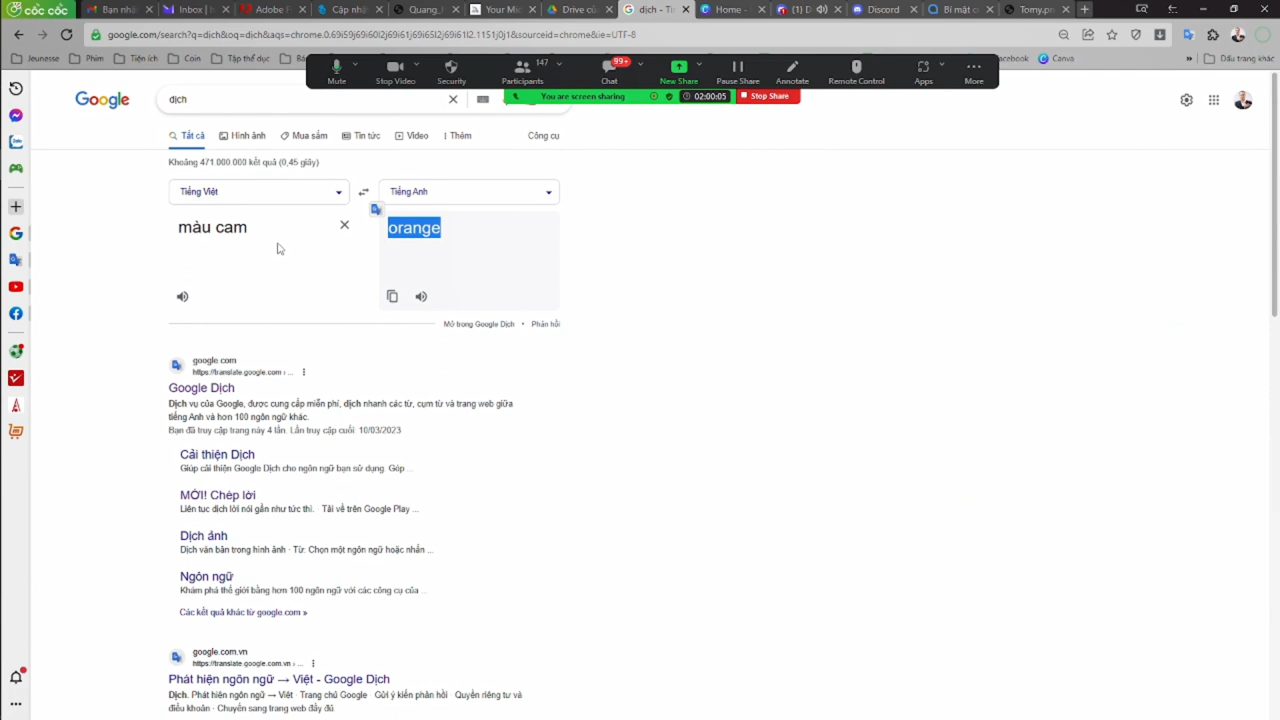 cốc cốc
Bạn nhậ
Inbox (
Adobe F
Cập nhậ
Quang_
Your Mic
Drive củ
dịch - Tì
Home -
(1) D
Discord
Bí mật c
Tomy.pn
google.com/search?q=dich&oq=dich&aqs=chrome.0.69i59j69i60l2j69i61j69i65l2j69i61l2.1151j0j1&sourceid=chrome&ie=UTF-8
Jeunesse
Phim
Tiện ích
Coin
Tập thể dục
acebook
Canva
Dấu trang khác
147
99+
Mute
Stop Video
Security
Participants
Chat
New Share
Pause Share
Annotate
Remote Control
Apps
More
You are screen sharing
02:00:05
Stop Share
Google
dịch
Tất cả
Hình ảnh
Mua sắm
Tin tức
Video
Thêm
Công cụ
Khoảng 471 000 000 kết quả (0,45 giây)
Tiếng Việt
Tiếng Anh
màu cam
orange
Mở trong Google Dịch • Phản hồi
google.com
https://translate.google.com › ...
Google Dịch
Dịch vụ của Google, được cung cấp miễn phí, dịch nhanh các từ, cụm từ và trang web giữa
tiếng Anh và hơn 100 ngôn ngữ khác.
Bạn đã truy cập trang này 4 lần. Lần truy cập cuối: 10/03/2023
Cải thiện Dịch
Giúp cải thiện Google Dịch cho ngôn ngữ bạn sử dụng. Góp ...
MỚI! Chép lời
Liên tục dịch lời nói gần như tức thì. · Tải về trên Google Play ...
Dịch ảnh
Dịch văn bản trong hình ảnh · Từ: Chọn một ngôn ngữ hoặc nhấn ...
Ngôn ngữ
Khám phá thế giới bằng hơn 100 ngôn ngữ với các công cụ của ...
Các kết quả khác từ google.com »
google.com.vn
https://translate.google.com.vn › ...
Phát hiện ngôn ngữ → Việt - Google Dịch
Dịch. Phát hiện ngôn ngữ → Việt · Trang chủ Google · Gửi ý kiến phản hồi · Quyền riêng tư và
điều khoản · Chuyển sang trang web đầy đủ